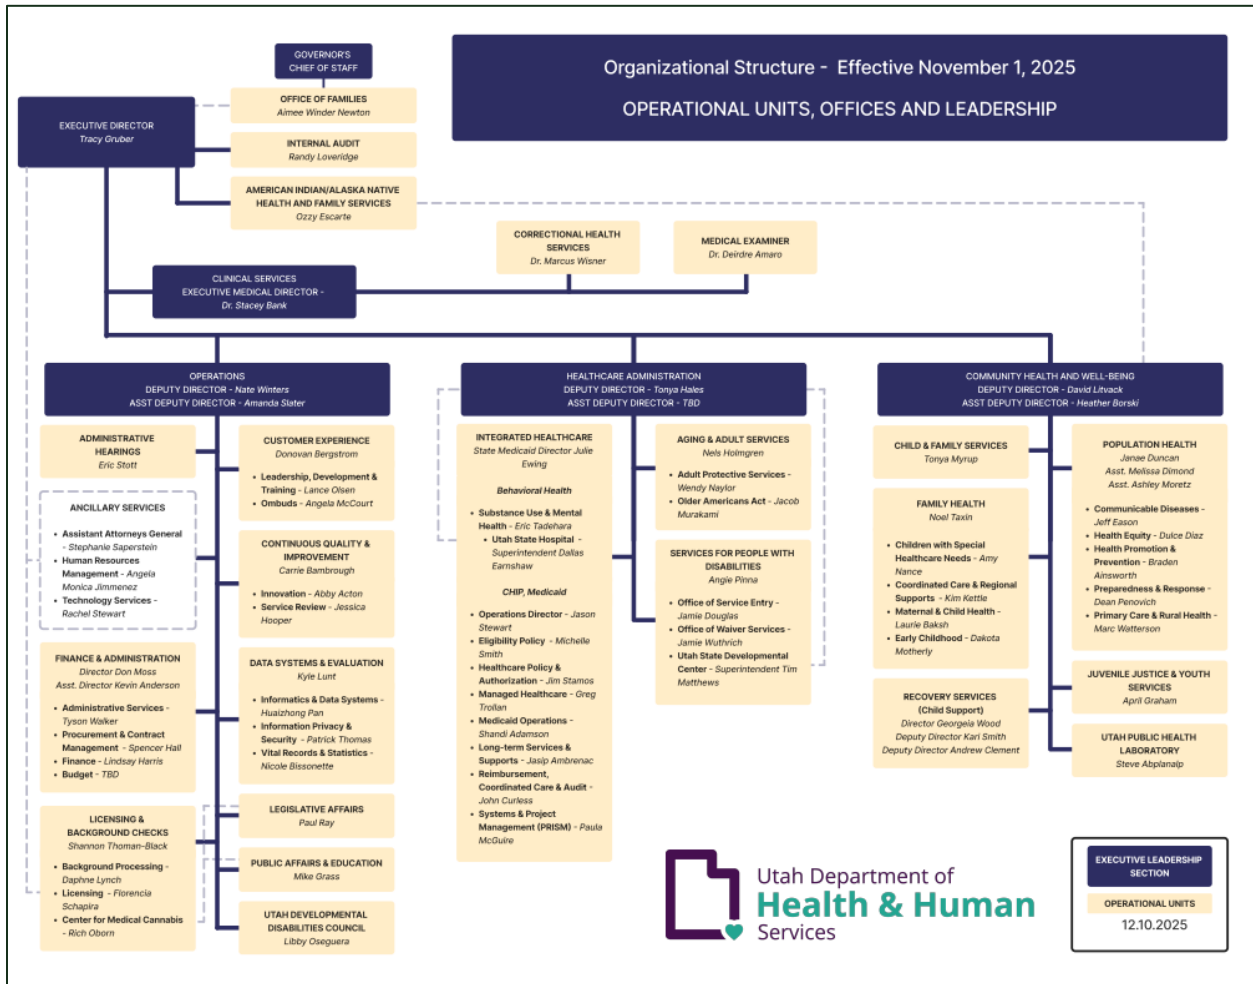 GOVERNOR'S
CHIEF OF STAFF
Organizational Structure - Effective November 1, 2025
OPERATIONAL UNITS, OFFICES AND LEADERSHIP
OFFICE OF FAMILIES
Aimee Winder Newton
EXECUTIVE DIRECTOR
Tracy Gruber
INTERNAL AUDIT
Randy Loveridge
AMERICAN INDIAN/ALASKA NATIVE
HEALTH AND FAMILY SERVICES
Ozzy Escarte
CORRECTIONAL HEALTH
SERVICES
Dr. Marcus Wisner
MEDICAL EXAMINER
Dr. Deirdre Amaro
CLINICAL SERVICES
EXECUTIVE MEDICAL DIRECTOR -
Dr. Stacey Bank
OPERATIONS
DEPUTY DIRECTOR - Nate Winters
ASST DEPUTY DIRECTOR - Amanda Slater
ADMINISTRATIVE
HEARINGS
Eric Stott
ANCILLARY SERVICES
• Assistant Attorneys General
- Stephanie Saperstein
• Human Resources
Management - Angela
Monica Jimmenez
• Technology Services -
Rachel Stewart
FINANCE & ADMINISTRATION
Director Don Moss
Asst. Director Kevin Anderson
• Administrative Services -
Tyson Walker
• Procurement & Contract
Management - Spencer Hall
• Finance - Lindsay Harris
• Budget - TBD
LICENSING &
BACKGROUND CHECKS
Shannon Thoman-Black
• Background Processing -
Daphne Lynch
• Licensing - Florencia
Schapira
• Center for Medical Cannabis
- Rich Oborn
CUSTOMER EXPERIENCE
Donovan Bergstrom
• Leadership, Development &
Training - Lance Olsen
• Ombuds - Angela McCourt
CONTINUOUS QUALITY &
IMPROVEMENT
Carrie Bambrough
• Innovation - Abby Acton
• Service Review - Jessica
Hooper
DATA SYSTEMS & EVALUATION
Kyle Lunt
• Informatics & Data Systems -
Huaizhong Pan
• Information Privacy &
Security - Patrick Thomas
• Vital Records & Statistics -
Nicole Bissonette
LEGISLATIVE AFFAIRS
Paul Ray
PUBLIC AFFAIRS & EDUCATION
Mike Grass
UTAH DEVELOPMENTAL
DISABILITIES COUNCIL
Libby Oseguera
HEALTHCARE ADMINISTRATION
DEPUTY DIRECTOR - Tonya Hales
ASST DEPUTY DIRECTOR - TBD
INTEGRATED HEALTHCARE
State Medicaid Director Julie
Ewing
Behavioral Health
• Substance Use & Mental
Health - Eric Tadehara
• Utah State Hospital -
Superintendent Dallas
Earnshaw
CHIP, Medicaid
• Operations Director - Jason
Stewart
• Eligibility Policy - Michelle
Smith
• Healthcare Policy &
Authorization - Jim Stamos
• Managed Healthcare - Greg
Trollan
• Medicaid Operations -
Shandi Adamson
• Long-term Services &
Supports - Jasip Ambrenac
• Reimbursement,
Coordinated Care & Audit -
John Curless
• Systems & Project
Management (PRISM) - Paula
McGuire
AGING & ADULT SERVICES
Nels Holmgren
• Adult Protective Services -
Wendy Naylor
• Older Americans Act - Jacob
Murakami
SERVICES FOR PEOPLE WITH
DISABILITIES
Angie Pinna
• Office of Service Entry -
Jamie Douglas
• Office of Waiver Services -
Jamie Wuthrich
• Utah State Developmental
Center - Superintendent Tim
Matthews
COMMUNITY HEALTH AND WELL-BEING
DEPUTY DIRECTOR - David Litvack
ASST DEPUTY DIRECTOR - Heather Borski
CHILD & FAMILY SERVICES
Tonya Myrup
FAMILY HEALTH
Noel Taxin
• Children with Special
Healthcare Needs - Amy
Nance
• Coordinated Care & Regional
Supports - Kim Kettle
• Maternal & Child Health -
Laurie Baksh
• Early Childhood - Dakota
Motherly
RECOVERY SERVICES
(Child Support)
Director Georgeia Wood
Deputy Director Karl Smith
Deputy Director Andrew Clement
POPULATION HEALTH
Janae Duncan
Asst. Melissa Dimond
Asst. Ashley Moretz
• Communicable Diseases -
Jeff Eason
• Health Equity - Dulce Diaz
• Health Promotion &
Prevention - Braden
Ainsworth
• Preparedness & Response -
Dean Penovich
• Primary Care & Rural Health -
Marc Watterson
JUVENILE JUSTICE & YOUTH
SERVICES
April Graham
UTAH PUBLIC HEALTH
LABORATORY
Steve Abplanalp
Utah Department of
Health & Human
Services
EXECUTIVE LEADERSHIP
SECTION
OPERATIONAL UNITS
12.10.2025